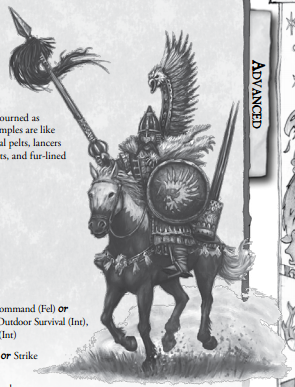 ourned as
mples are like
al pelts, lancers
ts, and fur-lined
ADVANCED
ommand (Fel) or
Outdoor Survival (Int),
(Int)
or Strike